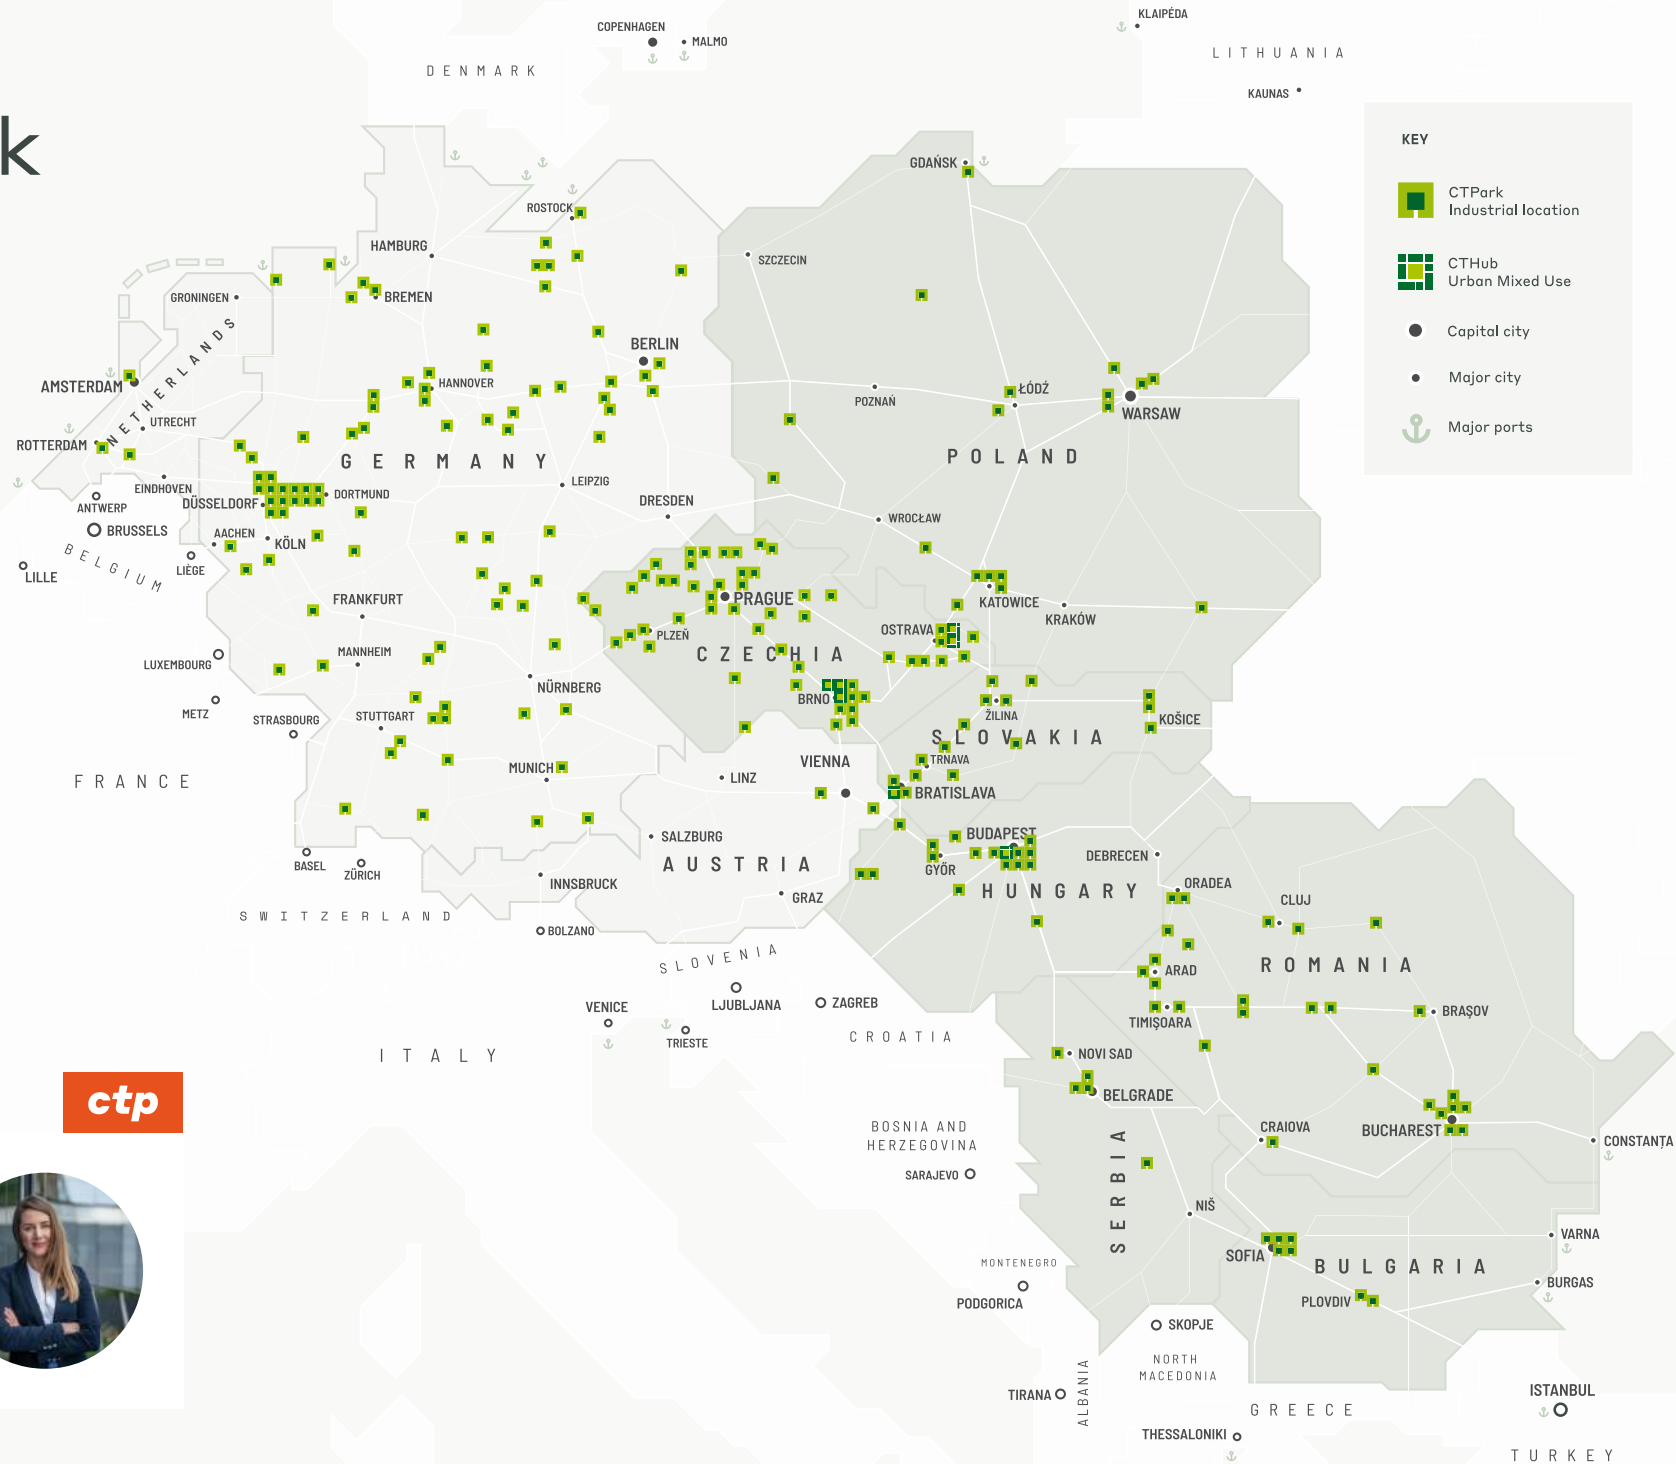 k
KEY
CTPark
Industrial location
CTHub
Urban Mixed Use
Capital city
Major city
Major ports
COPENHAGEN
MALMO
DENMARK
KLAIPÉDA
LITHUANIA
KAUNAS
GDAŃSK
ROSTOCK
HAMBURG
SZCZECIN
GRONINGEN
BREMEN
NETHERLANDS
BERLIN
AMSTERDAM
HANNOVER
POZNAŃ
ŁÓDŹ
WARSAW
UTRECHT
ROTTERDAM
GERMANY
POLAND
EINDHOVEN
LEIPZIG
DORTMUND
DÜSSELDORF
ANTWERP
DRESDEN
BRUSSELS
WROCŁAW
AACHEN
KÖLN
BELGIUM
LIÈGE
LILLE
FRANKFURT
PRAGUE
KATOWICE
KRAKÓW
OSTRAVA
PLZEŇ
CZECHIA
LUXEMBOURG
MANNHEIM
NÜRNBERG
BRNO
METZ
STRASBOURG
STUTTGART
ŽILINA
KOŠICE
SLOVAKIA
VIENNA
TRNAVA
FRANCE
MUNICH
LINZ
BRATISLAVA
SALZBURG
BUDAPEST
DEBRECEN
AUSTRIA
BASEL
ZÜRICH
GYŐR
INNSBRUCK
HUNGARY
ORADEA
GRAZ
CLUJ
SWITZERLAND
BOLZANO
SLOVENIA
ROMANIA
ARAD
LJUBLJANA
ZAGREB
VENICE
TIMIŞOARA
BRAŞOV
CROATIA
TRIESTE
ITALY
NOVI SAD
BELGRADE
ctp
BOSNIA AND
HERZEGOVINA
CRAIOVA
BUCHAREST
CONSTANȚA
SARAJEVO
SERBIA
NIŠ
VARNA
SOFIA
BULGARIA
MONTENEGRO
BURGAS
PODGORICA
PLOVDIV
SKOPJE
NORTH
MACEDONIA
ALBANIA
TIRANA
ISTANBUL
GREECE
THESSALONIKI
TURKEY